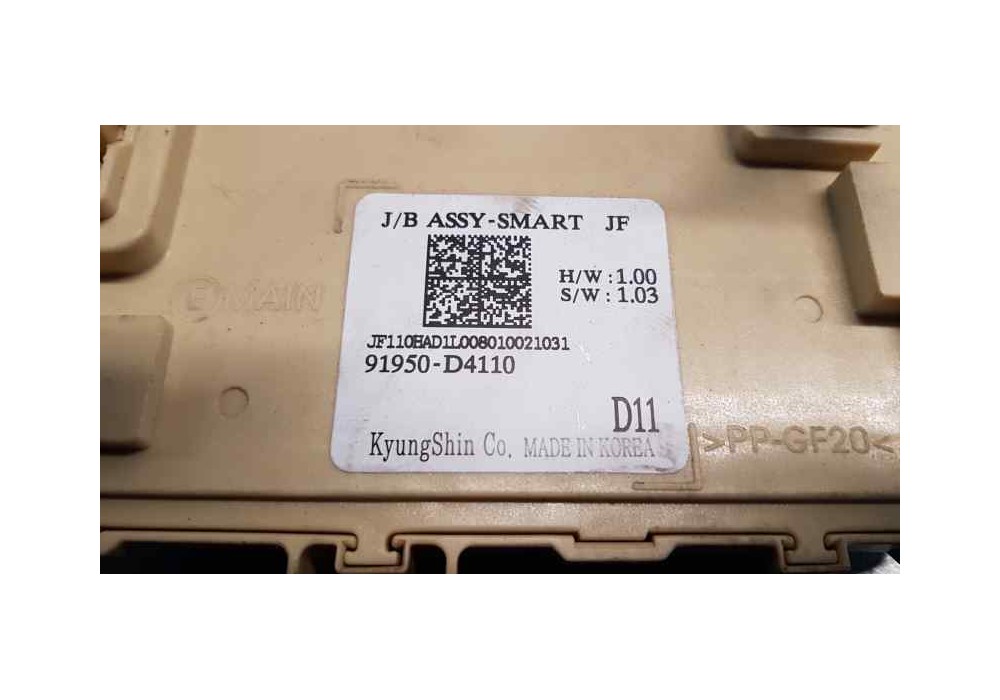 J/B ASSY-SMART JF
H/W : 1.00
S/W : 1.03
JF110HAD1L008010021031
91950-D4110
D11
KyungShin Co. MADE IN KOREA
E MAIN
>PP-GF20<